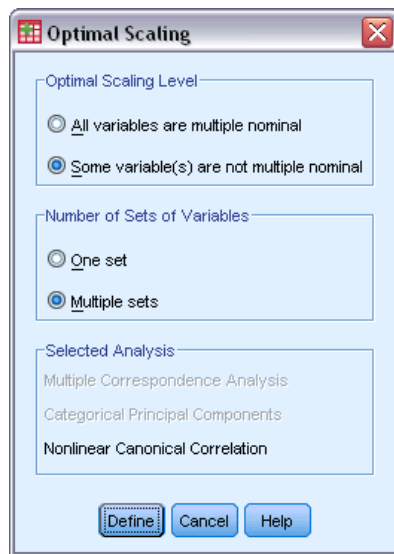 Optimal Scaling
Optimal Scaling Level
All variables are multiple nominal
Some variable(s) are not multiple nominal
Number of Sets of Variables
One set
Multiple sets
Selected Analysis
Multiple Correspondence Analysis
Categorical Principal Components
Nonlinear Canonical Correlation
Define Cancel Help